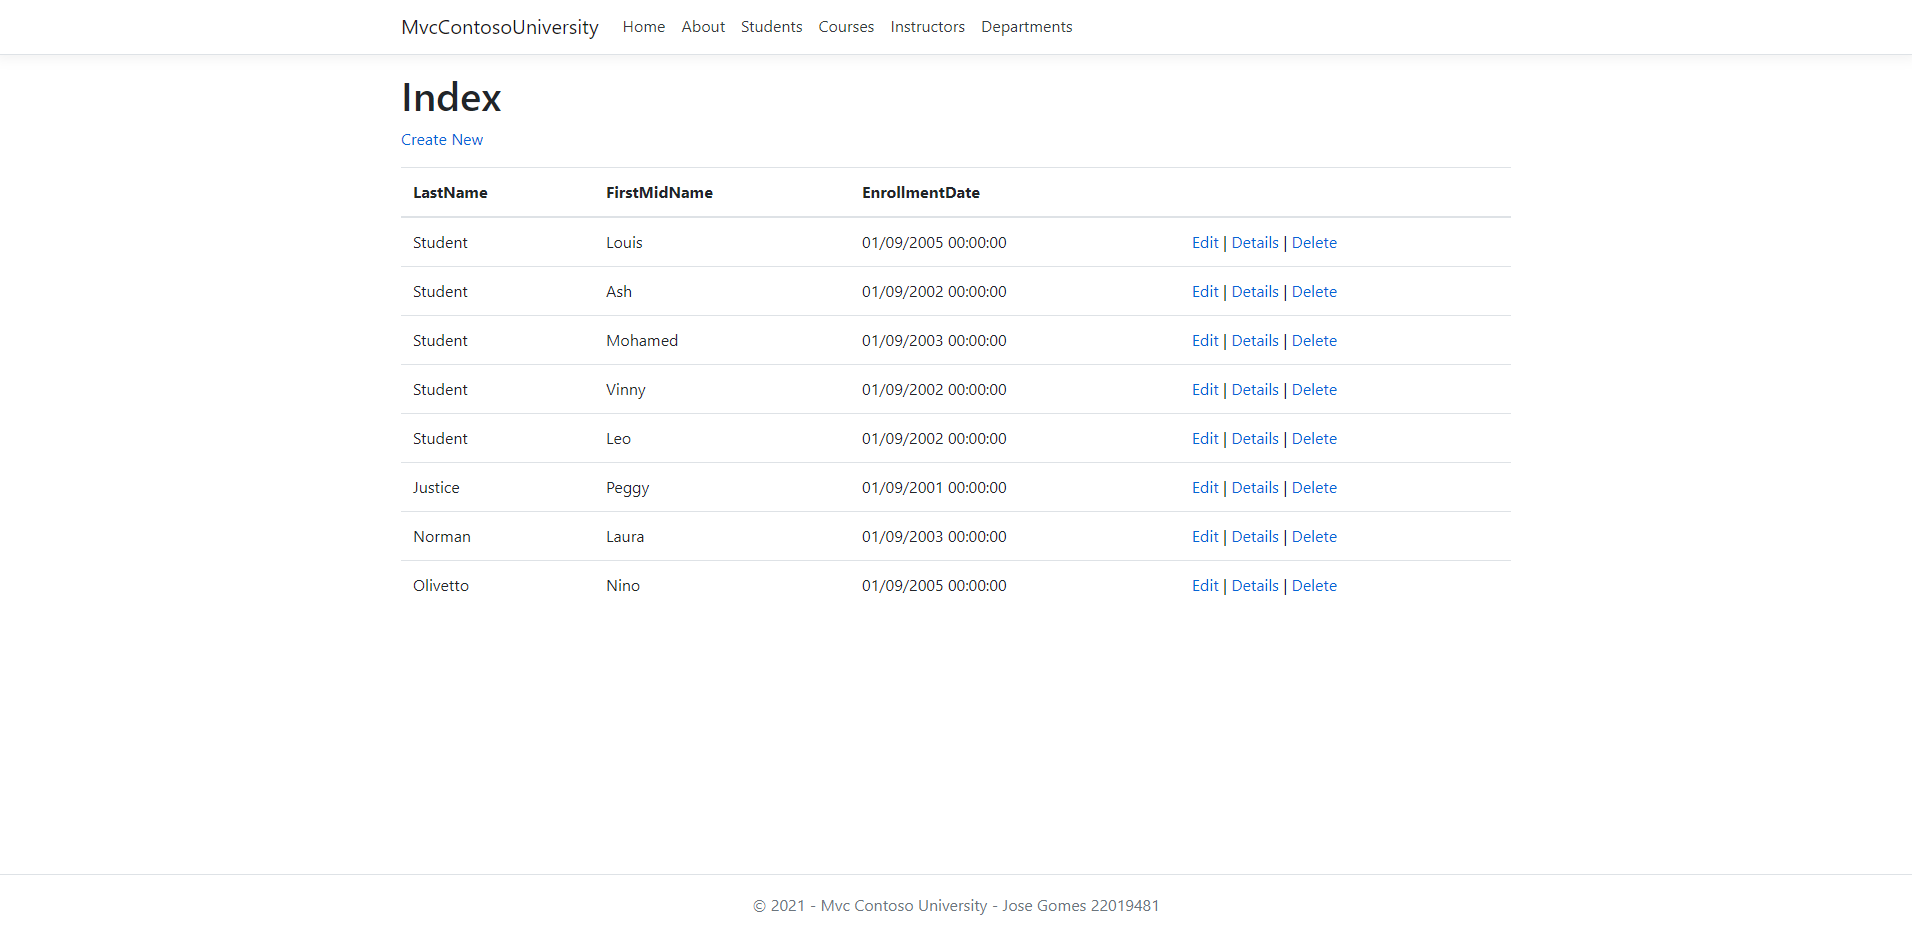 MvcContosoUniversity Home About Students Courses Instructors Departments
Index
Create New
LastName FirstMidName EnrollmentDate
Student Louis 01/09/2005 00:00:00 Edit | Details | Delete
Student Ash 01/09/2002 00:00:00 Edit | Details | Delete
Student Mohamed 01/09/2003 00:00:00 Edit | Details | Delete
Student Vinny 01/09/2002 00:00:00 Edit | Details | Delete
Student Leo 01/09/2002 00:00:00 Edit | Details | Delete
Justice Peggy 01/09/2001 00:00:00 Edit | Details | Delete
Norman Laura 01/09/2003 00:00:00 Edit | Details | Delete
Olivetto Nino 01/09/2005 00:00:00 Edit | Details | Delete
© 2021 - Mvc Contoso University - Jose Gomes 22019481